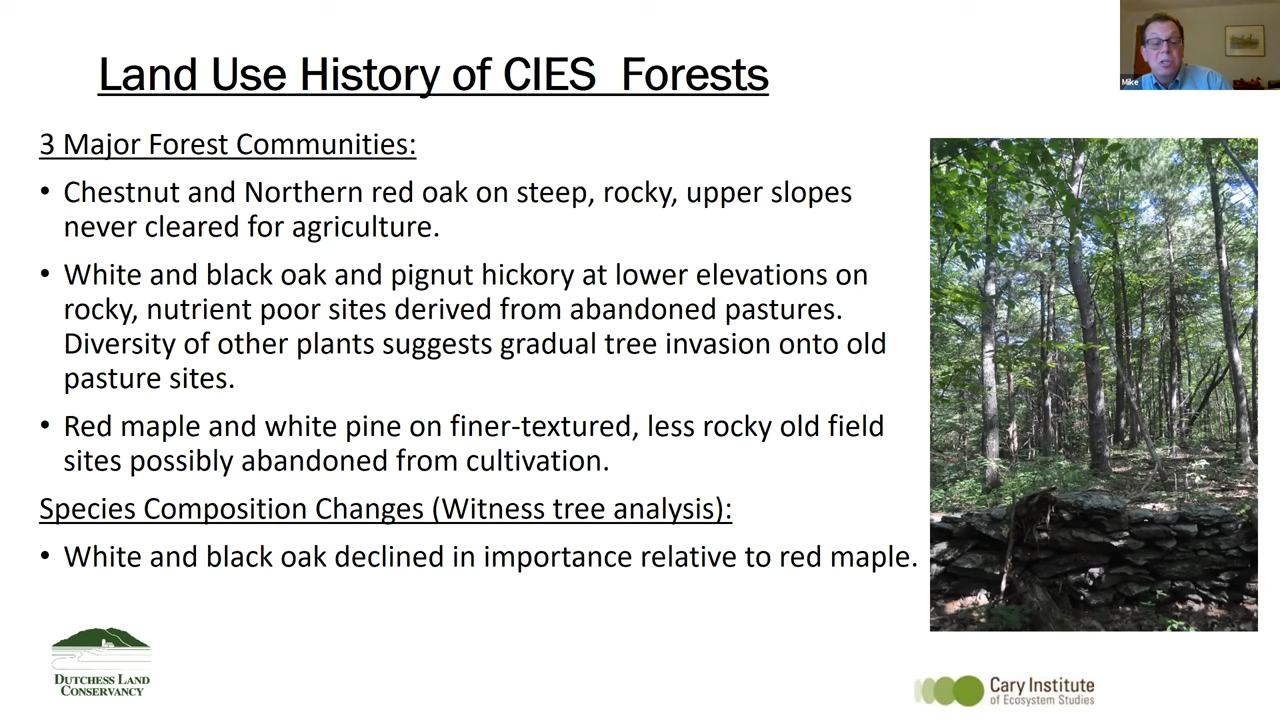 Land Use History of CIES  Forests
Mike
3 Major Forest Communities:
• Chestnut and Northern red oak on steep, rocky, upper slopes
never cleared for agriculture.
• White and black oak and pignut hickory at lower elevations on
rocky, nutrient poor sites derived from abandoned pastures.
Diversity of other plants suggests gradual tree invasion onto old
pasture sites.
• Red maple and white pine on finer-textured, less rocky old field
sites possibly abandoned from cultivation.
Species Composition Changes (Witness tree analysis):
• White and black oak declined in importance relative to red maple.
DUTCHESS LAND
CONSERVANCY
Cary Institute
of Ecosystem Studies